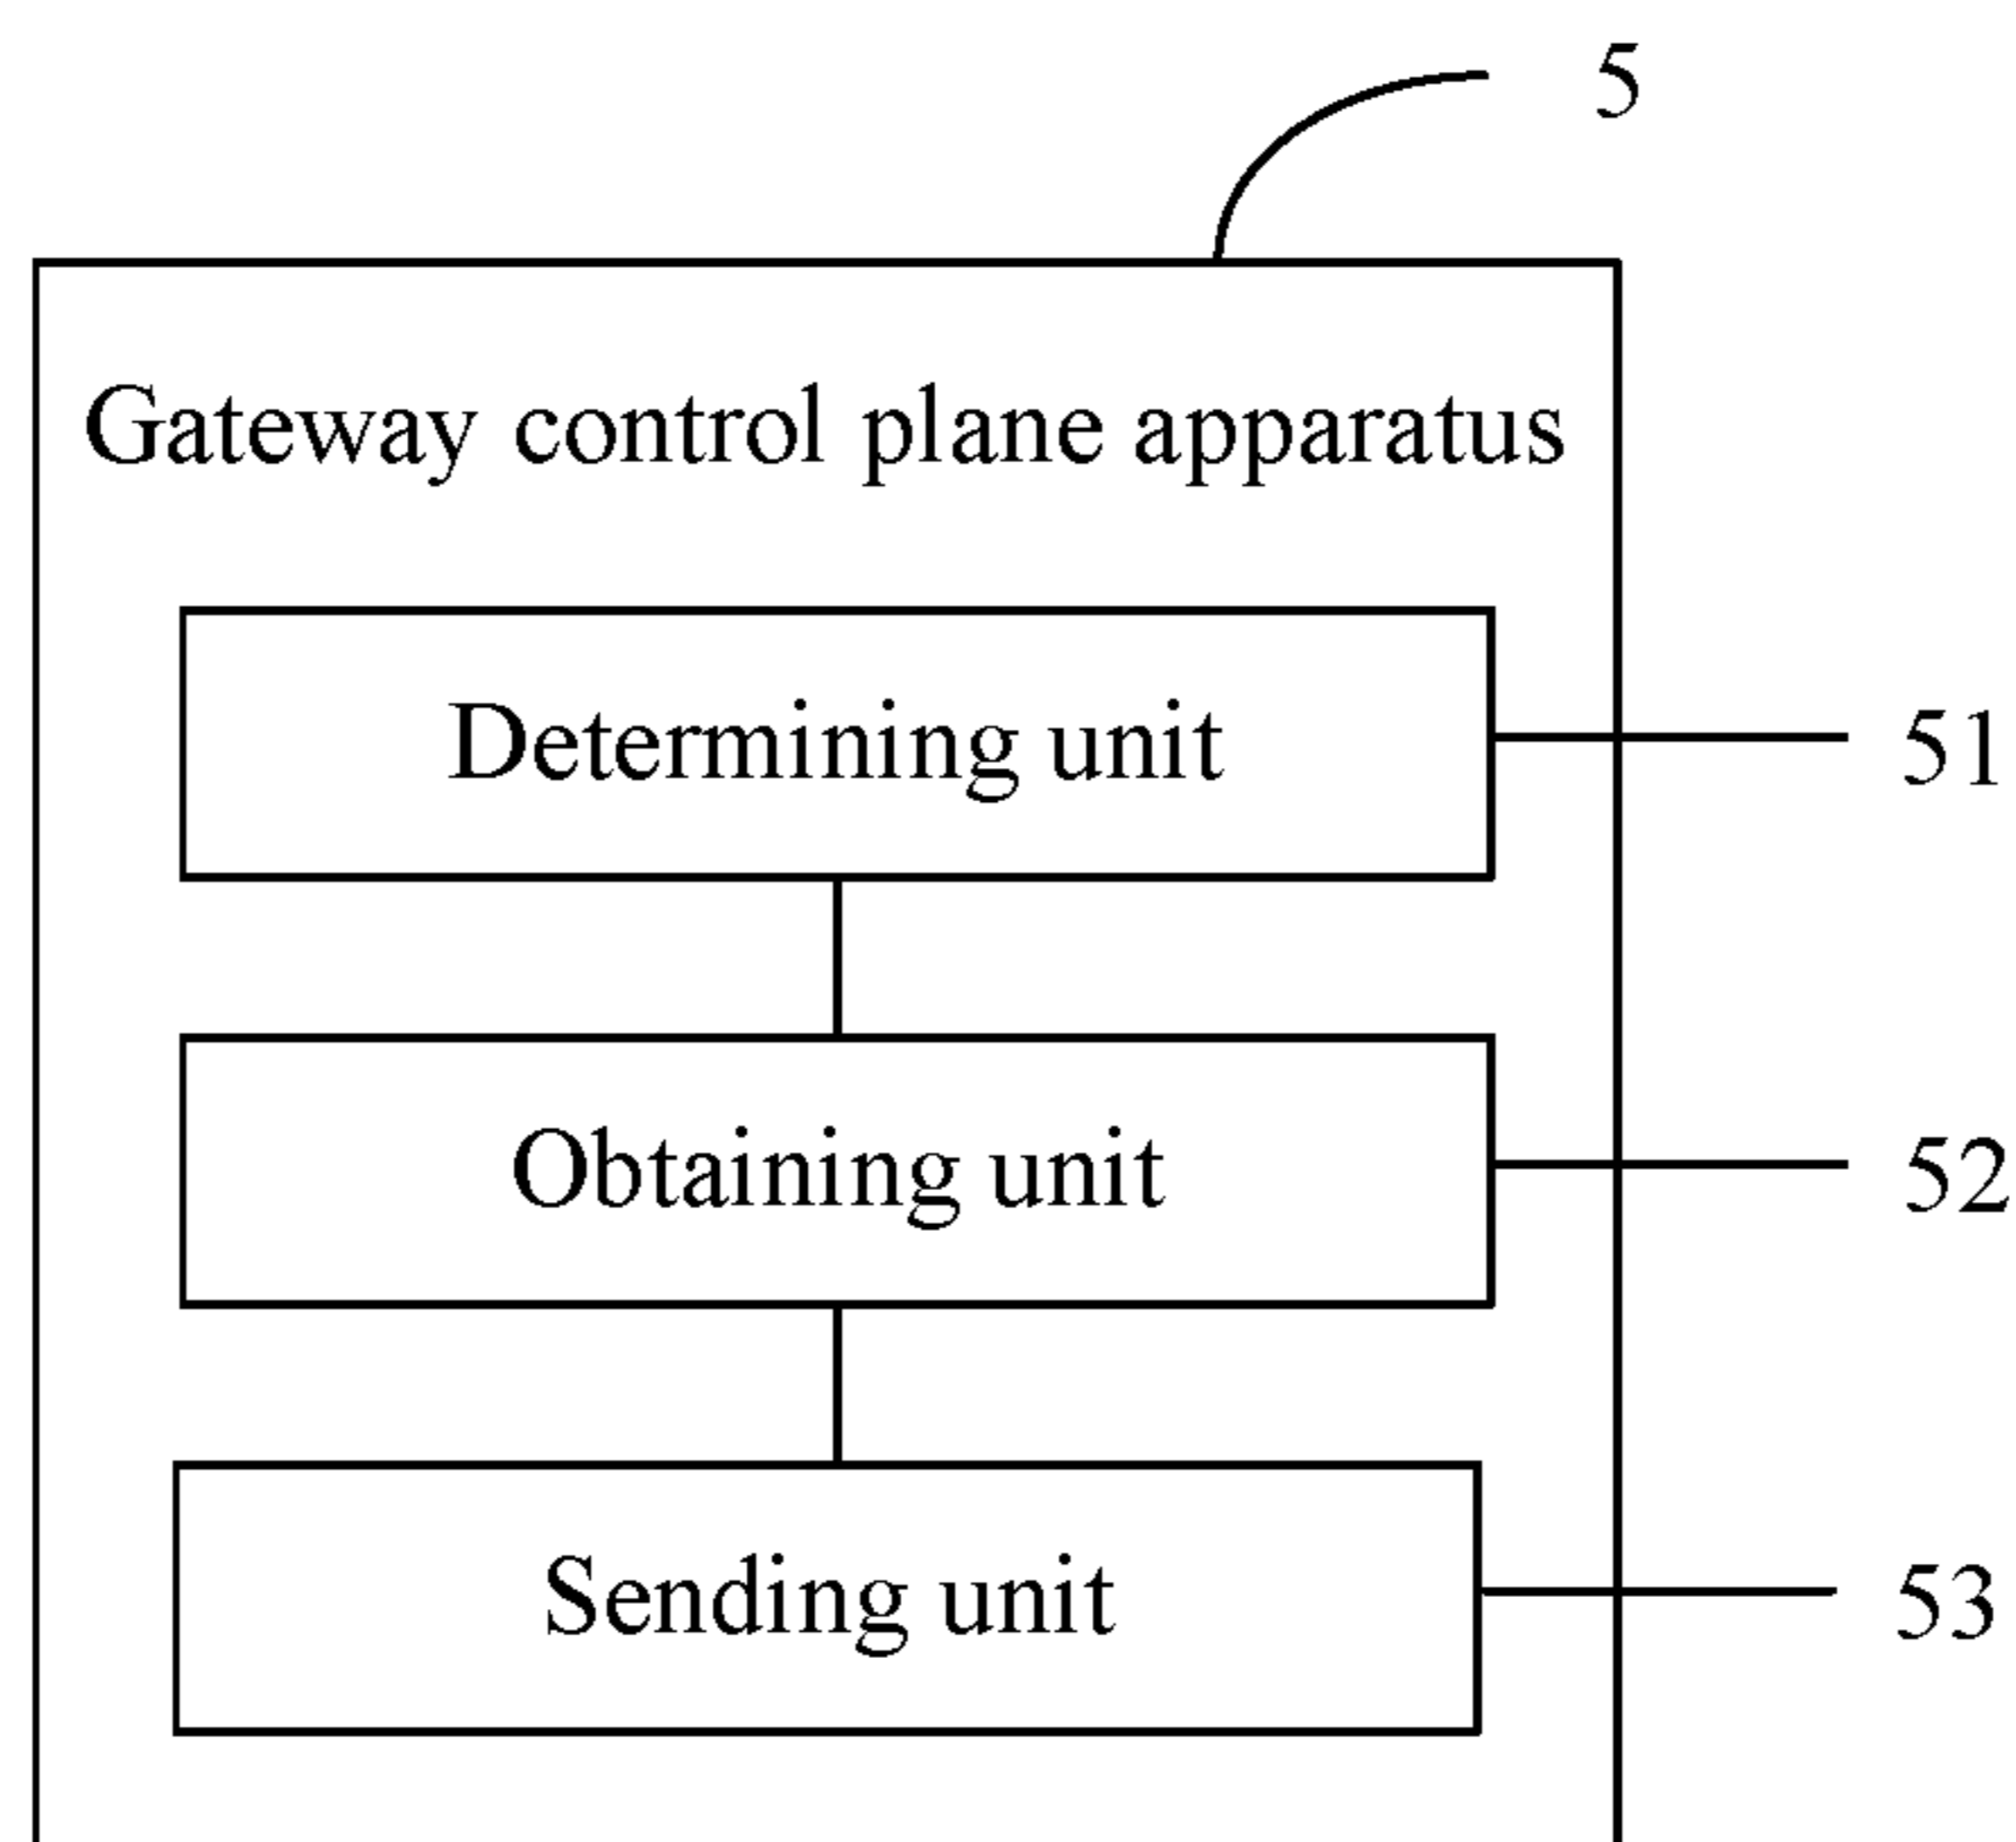 5
Gateway control plane apparatus
Determining unit
51
Obtaining unit
52
Sending unit
53